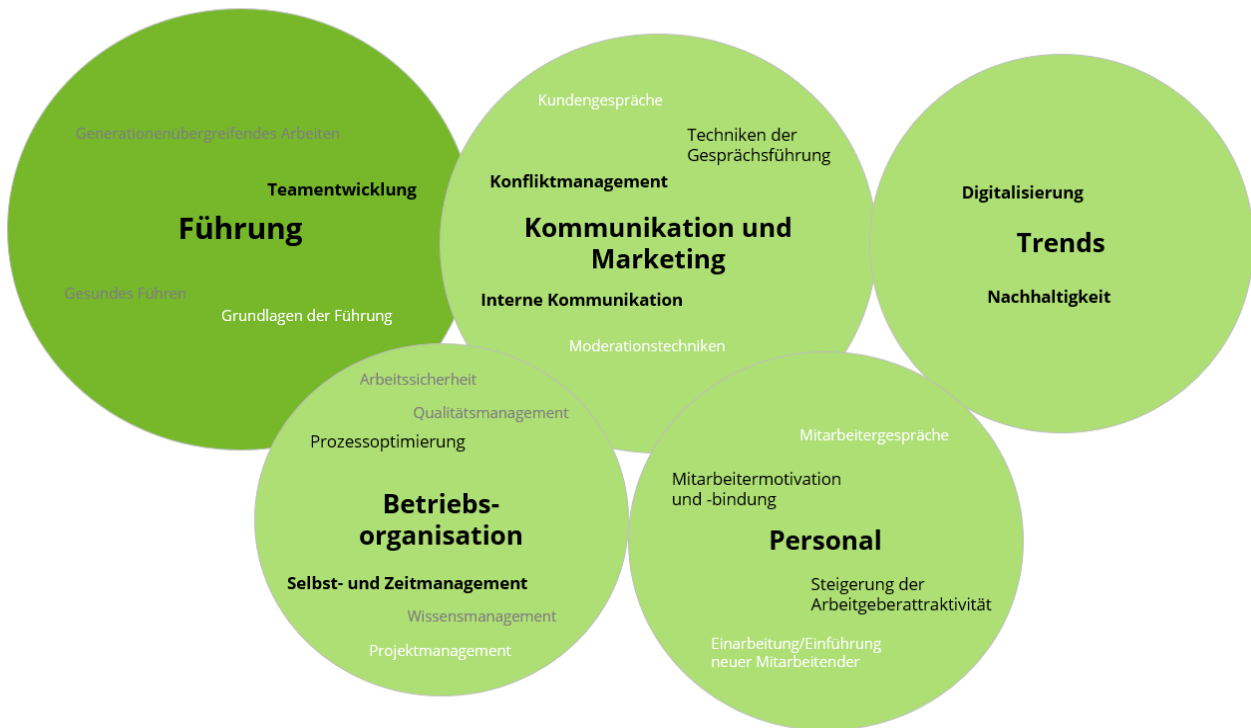 Generationenübergreifendes Arbeiten
Teamentwicklung
Führung
Gesundes Führen
Grundlagen der Führung
Kundengespräche
Techniken der
Gesprächsführung
Konfliktmanagement
Kommunikation und
Marketing
Interne Kommunikation
Moderationstechniken
Digitalisierung
Trends
Nachhaltigkeit
Arbeitssicherheit
Qualitätsmanagement
Prozessoptimierung
Betriebs-
organisation
Selbst- und Zeitmanagement
Wissensmanagement
Projektmanagement
Mitarbeitergespräche
Mitarbeitermotivation
und -bindung
Personal
Steigerung der
Arbeitgeberattraktivität
Einarbeitung/Einführung
neuer Mitarbeitender